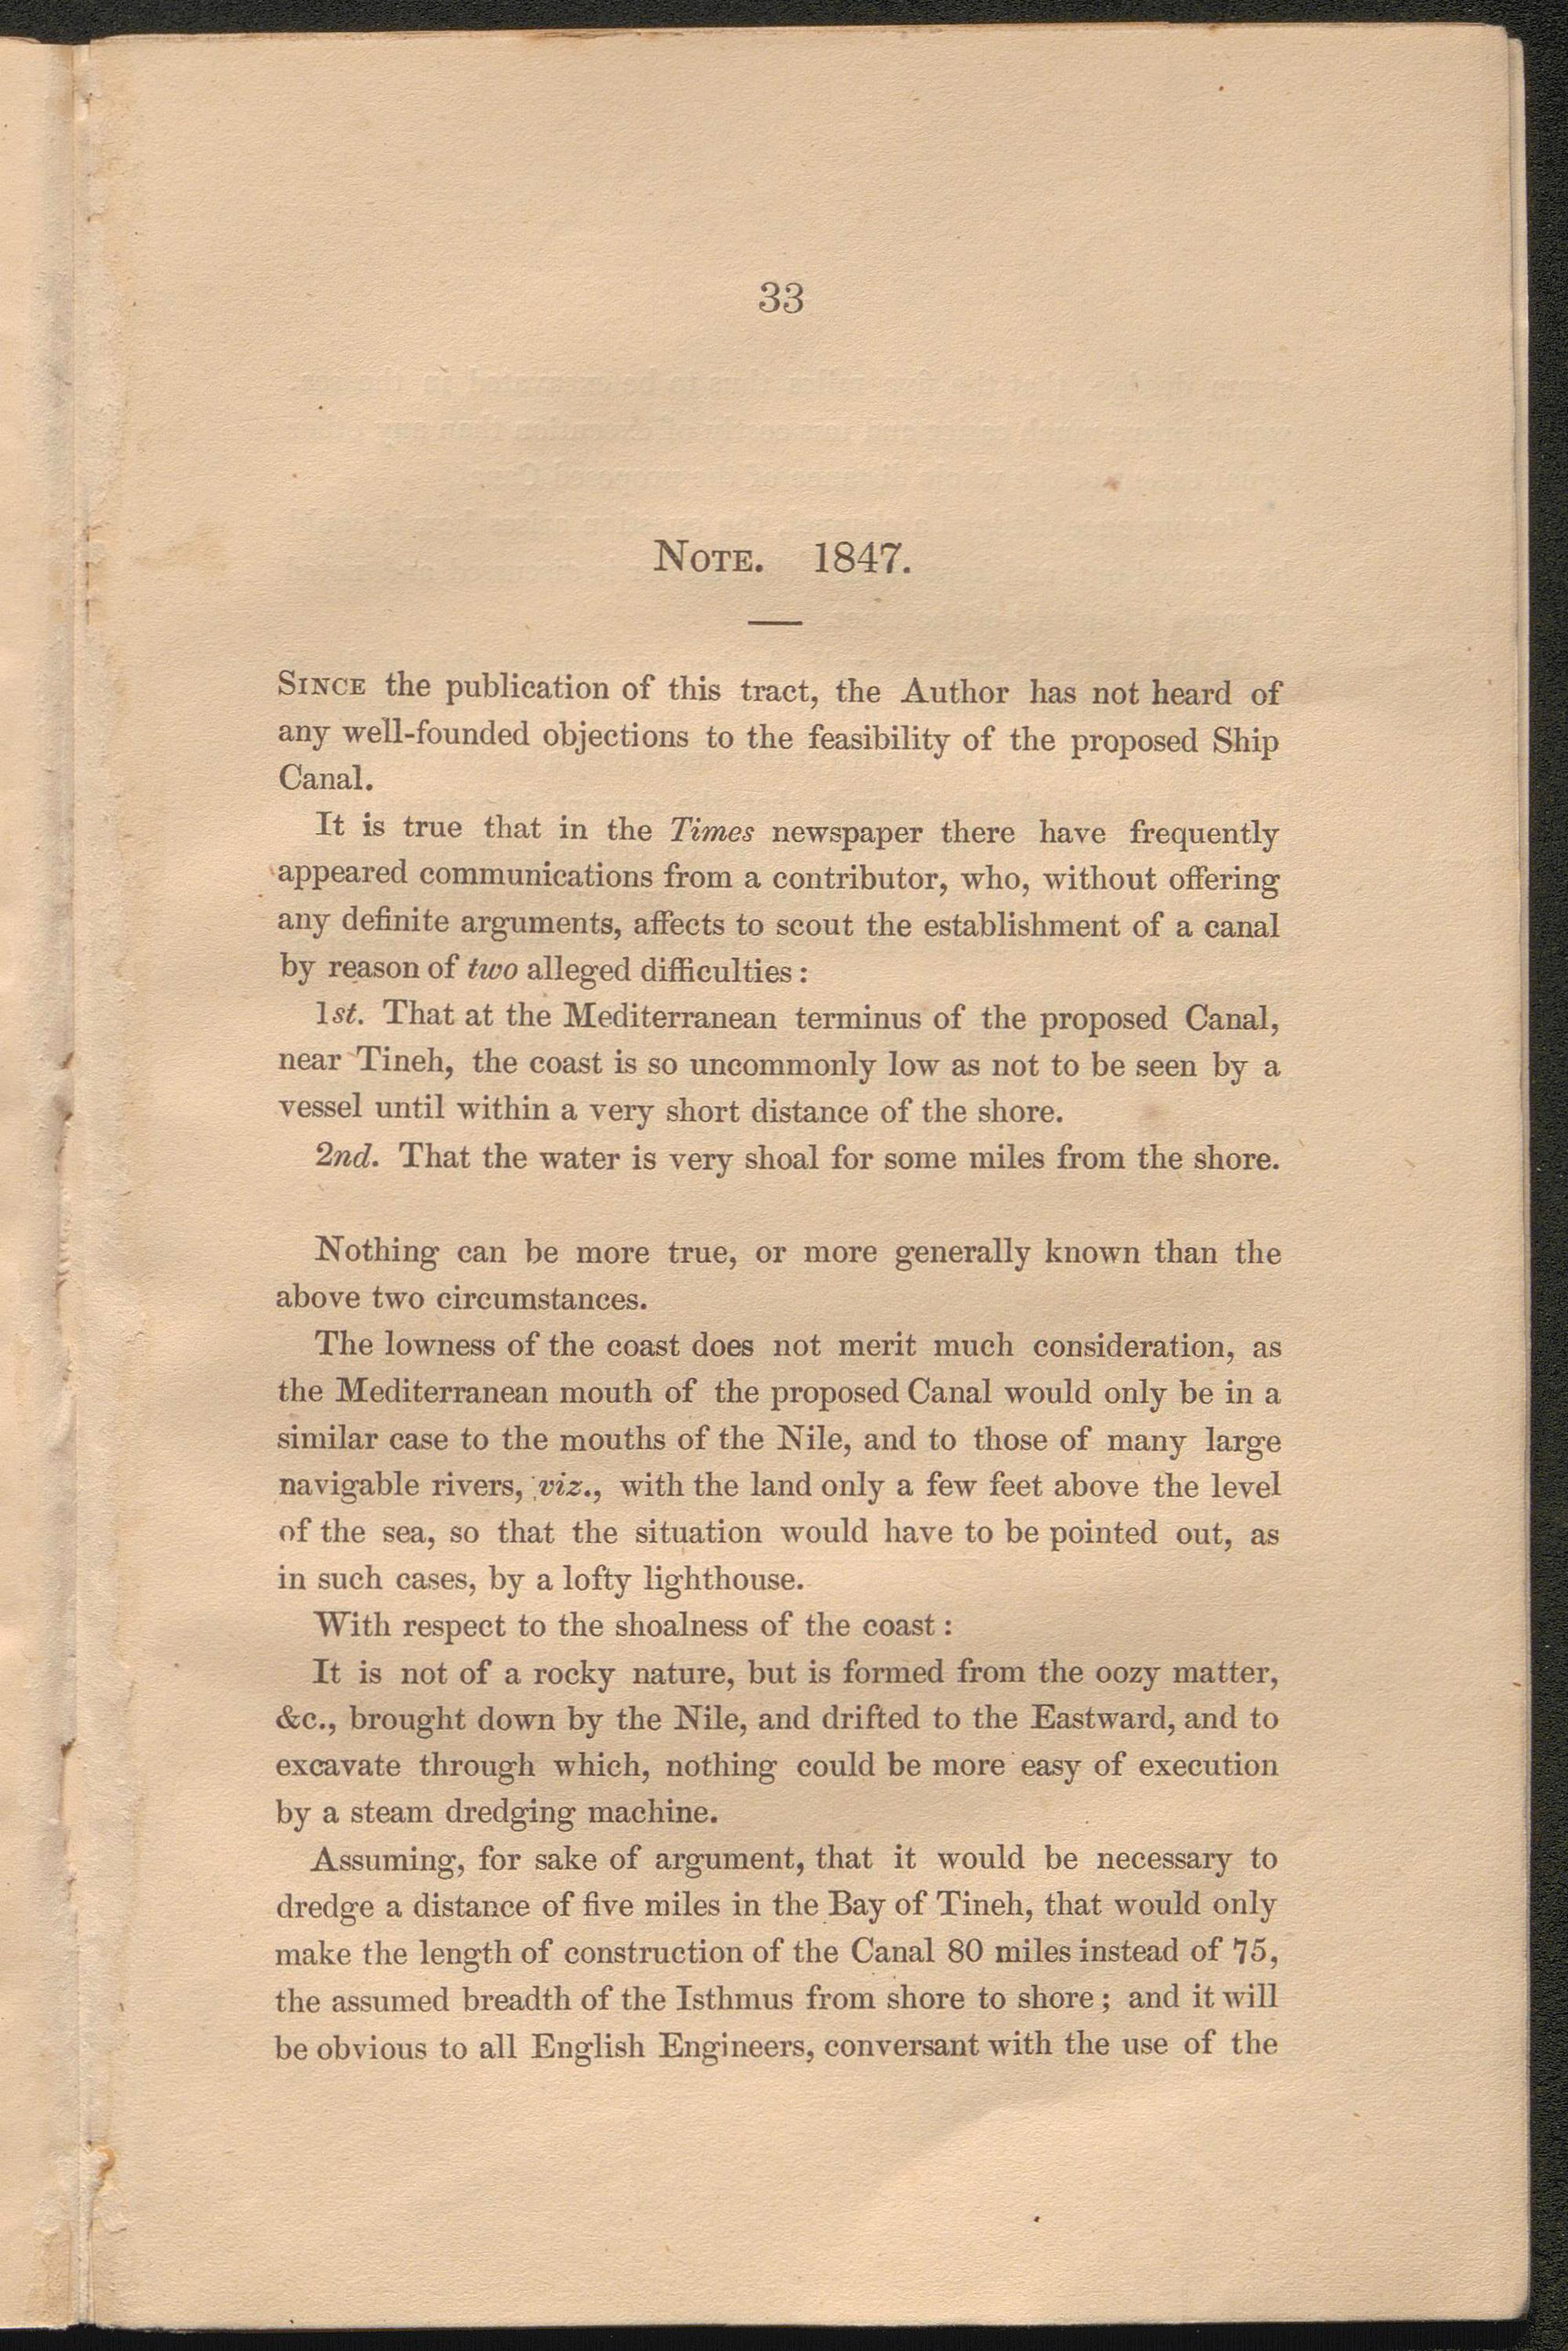 33
NOTE. 1847.
SINCE the publication of this tract, the Author has not heard of
any well-founded objections to the feasibility of the proposed Ship
Canal.
It is true that in the Times newspaper there have frequently
appeared communications from a contributor, who, without offering
any definite arguments, affects to scout the establishment of a canal
by reason of two alleged difficulties :
1st. That at the Mediterranean terminus of the proposed Canal,
near Tineh, the coast is so uncommonly low as not to be seen by a
vessel until within a very short distance of the shore.
2nd. That the water is very shoal for some miles from the shore.
Nothing can be more true, or more generally known than the
above two circumstances.
The lowness of the coast does not merit much consideration, as
the Mediterranean mouth of the proposed Canal would only be in a
similar case to the mouths of the Nile, and to those of many large
navigable rivers, viz., with the land only a few feet above the level
of the sea, so that the situation would have to be pointed out, as
in such cases, by a lofty lighthouse.
With respect to the shoalness of the coast :
It is not of a rocky nature, but is formed from the oozy matter,
&c., brought down by the Nile, and drifted to the Eastward, and to
excavate through which, nothing could be more easy of execution
by a steam dredging machine.
Assuming, for sake of argument, that it would be necessary to
dredge a distance of five miles in the Bay of Tineh, that would only
make the length of construction of the Canal 80 miles instead of 75,
the assumed breadth of the Isthmus from shore to shore ; and it will
be obvious to all English Engineers, conversant with the use of the